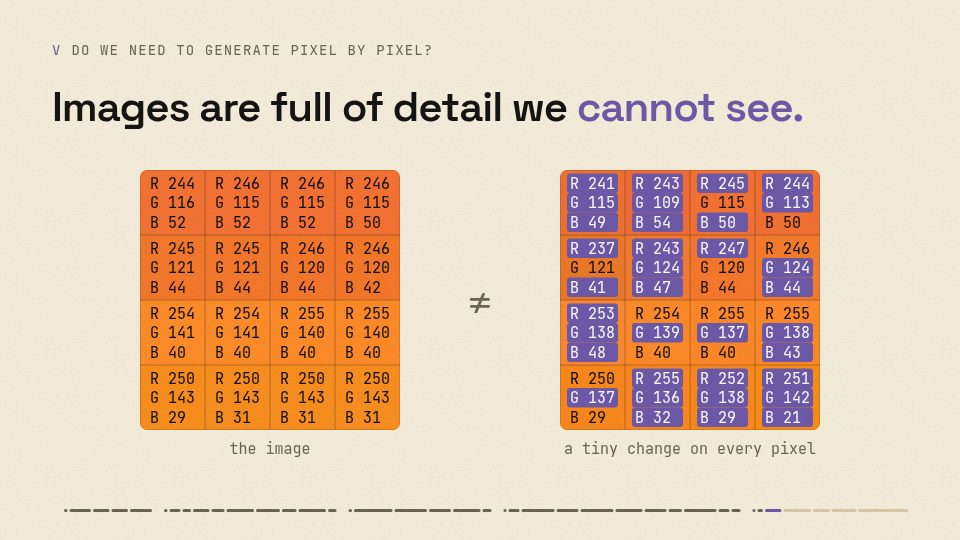 V DO WE NEED TO GENERATE PIXEL BY PIXEL?
Images are full of detail we cannot see.
R 244 R 246 R 246 R 246
G 116 G 115 G 115 G 115
B 52 B 52 B 52 B 50
R 245 R 245 R 246 R 246
G 121 G 121 G 120 G 120
B 44 B 44 B 44 B 42
R 254 R 254 R 255 R 255
G 141 G 141 G 140 G 140
B 40 B 40 B 40 B 40
R 250 R 250 R 250 R 250
G 143 G 143 G 143 G 143
B 29 B 31 B 31 B 31
the image
≠
R 241 R 243 R 245 R 244
G 115 G 109 G 115 G 113
B 49 B 54 B 50 B 50
R 237 R 243 R 247 R 246
G 121 G 124 G 120 G 124
B 41 B 47 B 44 B 44
R 253 R 254 R 255 R 255
G 138 G 139 G 137 G 138
B 48 B 40 B 40 B 43
R 250 R 255 R 252 R 251
G 137 G 136 G 138 G 142
B 29 B 32 B 29 B 21
a tiny change on every pixel